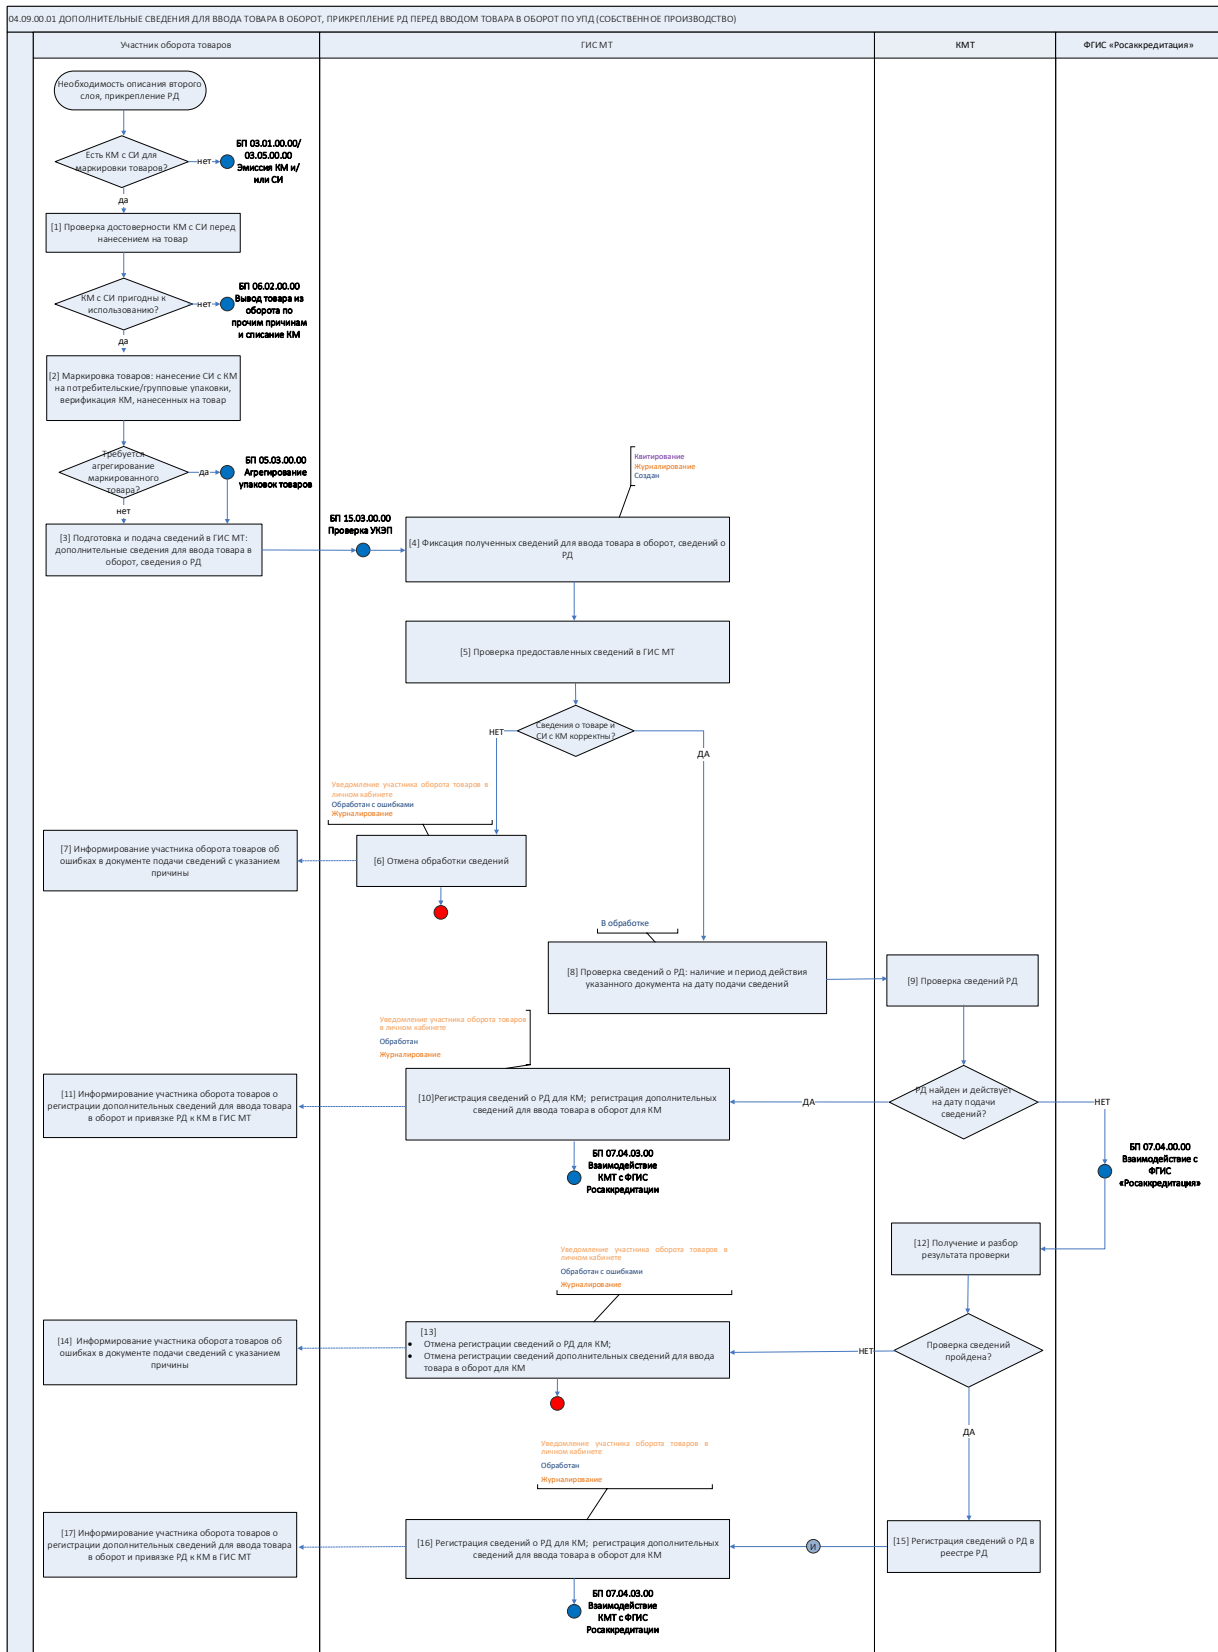 04.09.00.01 ДОПОЛНИТЕЛЬНЫЕ СВЕДЕНИЯ ДЛЯ ВВОДА ТОВАРА В ОБОРОТ, ПРИКРЕПЛЕНИЕ РД ПЕРЕД ВВОДОМ ТОВАРА В ОБОРОТ ПО УПД (СОБСТВЕННОЕ ПРОИЗВОДСТВО)
Участник оборота товаров
ГИС МТ
КМТ
ФГИС «Росаккредитация»
Необходимость описания второго
слоя, прикрепление РД
Есть КМ с СИ для
маркировки товаров?
нет
БП 03.01.00.00/
03.05.00.00
Эмиссия КМ и/
или СИ
да
[1] Проверка достоверности КМ с СИ перед
нанесением на товар
КМ с СИ пригодны к
использованию?
нет
БП 06.02.00.00
Вывод товара из
оборота по
прочим причинам
и списание КМ
да
[2] Маркировка товаров: нанесение СИ с КМ
на потребительские/групповые упаковки,
верификация КМ, нанесенных на товар
Требуется
агрегирование
маркированного
товара?
да
БП 05.03.00.00
Агрегирование
упаковок товаров
нет
Квитирование
Журналирование
Создан
[3] Подготовка и подача сведений в ГИС МТ:
дополнительные сведения для ввода товара в
оборот, сведения о РД
БП 15.03.00.00
Проверка УКЭП
[4] Фиксация полученных сведений для ввода товара в оборот, сведений о
РД
[5] Проверка предоставленных сведений в ГИС МТ
Сведения о товаре и
СИ с КМ корректны?
НЕТ
ДА
Уведомление участника оборота товаров в
личном кабинете
Обработан с ошибками
Журналирование
[6] Отмена обработки сведений
[7] Информирование участника оборота товаров об
ошибках в документе подачи сведений с указанием
причины
В обработке
[8] Проверка сведений о РД: наличие и период действия
указанного документа на дату подачи сведений
[9] Проверка сведений РД
Уведомление участника оборота товаров
в личном кабинете
Обработан
Журналирование
РД найден и действует
на дату подачи
сведений?
ДА
НЕТ
[10]Регистрация сведений о РД для КМ; регистрация дополнительных
сведений для ввода товара в оборот для КМ
[11] Информирование участника оборота товаров о
регистрации дополнительных сведений для ввода товара
в оборот и привязке РД к КМ в ГИС МТ
БП 07.04.03.00
Взаимодействие
КМТ с ФГИС
Росаккредитации
БП 07.04.00.00
Взаимодействие с
ФГИС
«Росаккредитация»
[12] Получение и разбор
результата проверки
Уведомление участника оборота товаров в
личном кабинете
Обработан с ошибками
Журналирование
Проверка сведений
пройдена?
НЕТ
[13]
• Отмена регистрации сведений о РД для КМ;
• Отмена регистрации сведений дополнительных сведений для ввода
товара в оборот для КМ
[14] Информирование участника оборота товаров об
ошибках в документе подачи сведений с указанием
причины
ДА
Уведомление участника оборота товаров в
личном кабинете
Обработан
Журналирование
[15] Регистрация сведений о РД в
реестре РД
И
[16] Регистрация сведений о РД для КМ; регистрация дополнительных
сведений для ввода товара в оборот для КМ
[17] Информирование участника оборота товаров о
регистрации дополнительных сведений для ввода товара
в оборот и привязке РД к КМ в ГИС МТ
БП 07.04.03.00
Взаимодействие
КМТ с ФГИС
Росаккредитации